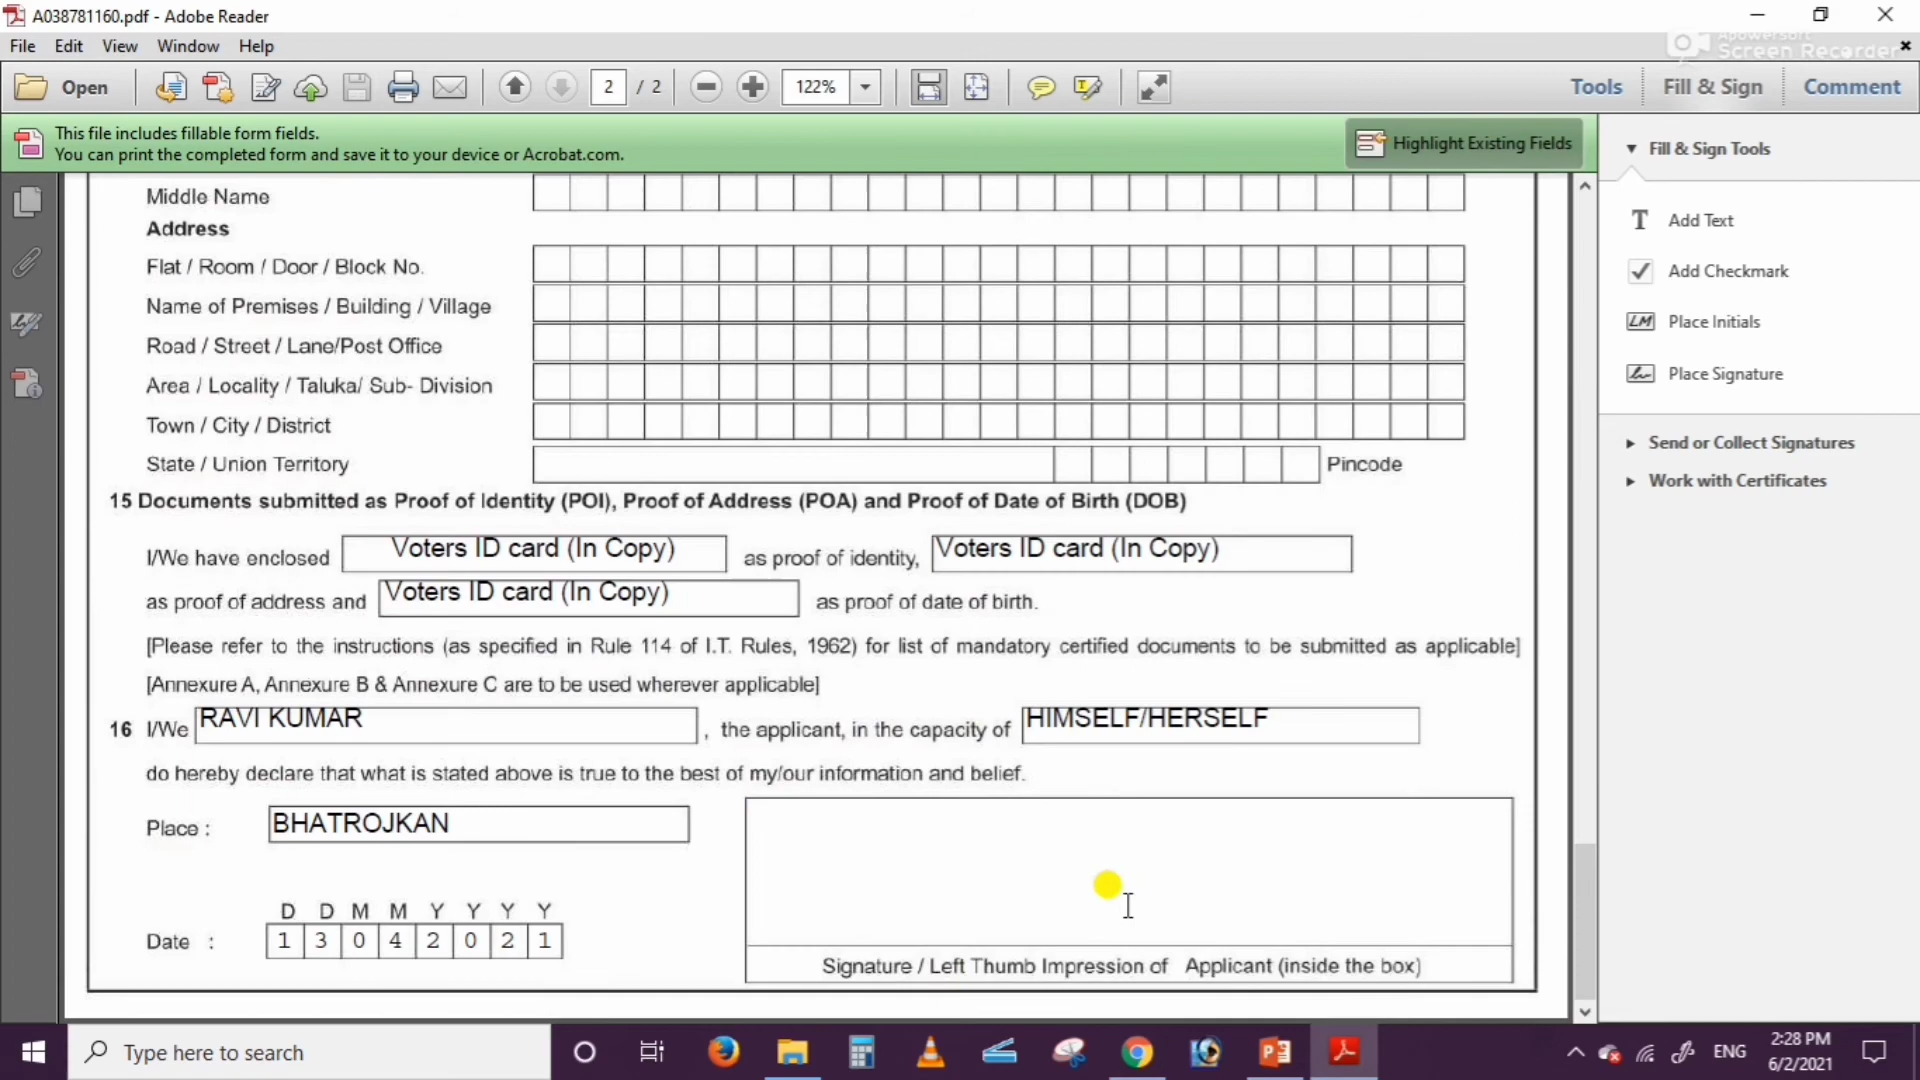 A038781160.pdf - Adobe Reader
Apowersoft
Screen Recorder
File Edit View Window Help
Open 2 / 2 122% Tools Fill & Sign Comment
This file includes fillable form fields.
You can print the completed form and save it to your device or Acrobat.com.
Highlight Existing Fields
Fill & Sign Tools
T Add Text
Add Checkmark
LM Place Initials
Place Signature
Send or Collect Signatures
Work with Certificates
Middle Name
Address
Flat / Room / Door / Block No.
Name of Premises / Building / Village
Road / Street / Lane/Post Office
Area / Locality / Taluka/ Sub- Division
Town / City / District
State / Union Territory Pincode
15 Documents submitted as Proof of Identity (POI), Proof of Address (POA) and Proof of Date of Birth (DOB)
I/We have enclosed Voters ID card (In Copy) as proof of identity, Voters ID card (In Copy)
as proof of address and Voters ID card (In Copy) as proof of date of birth.
[Please refer to the instructions (as specified in Rule 114 of I.T. Rules, 1962) for list of mandatory certified documents to be submitted as applicable]
[Annexure A, Annexure B & Annexure C are to be used wherever applicable]
16 I/We RAVI KUMAR , the applicant, in the capacity of HIMSELF/HERSELF
do hereby declare that what is stated above is true to the best of my/our information and belief.
Place : BHATROJKAN
D D M M Y Y Y Y
Date : 1 3 0 4 2 0 2 1
Signature / Left Thumb Impression of Applicant (inside the box)
Type here to search
ENG
2:28 PM
6/2/2021